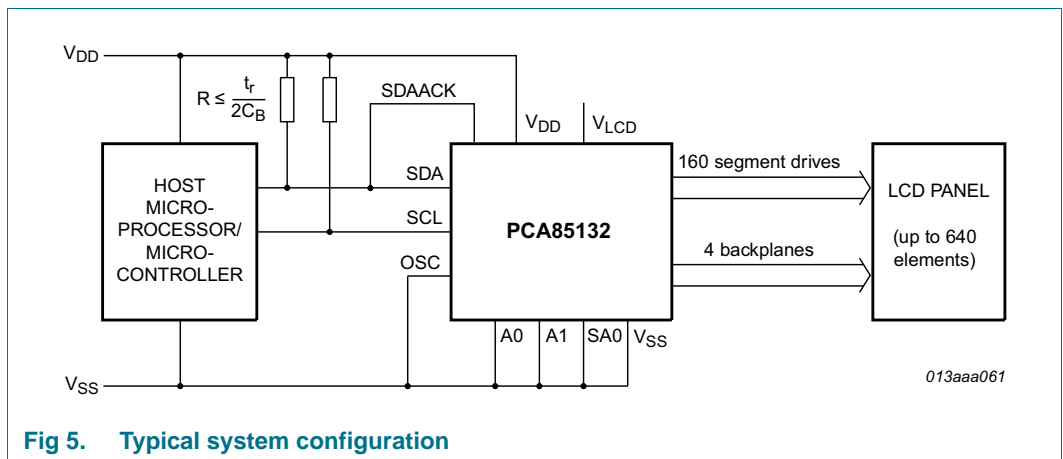 VDD
R ≤ tr
2CB
SDAACK
VDD
VLCD
HOST
MICRO-
PROCESSOR/
MICRO-
CONTROLLER
SDA
SCL
OSC
PCA85132
160 segment drives
4 backplanes
LCD PANEL
(up to 640
elements)
A0
A1
SA0
VSS
VSS
013aaa061
Fig 5. Typical system configuration